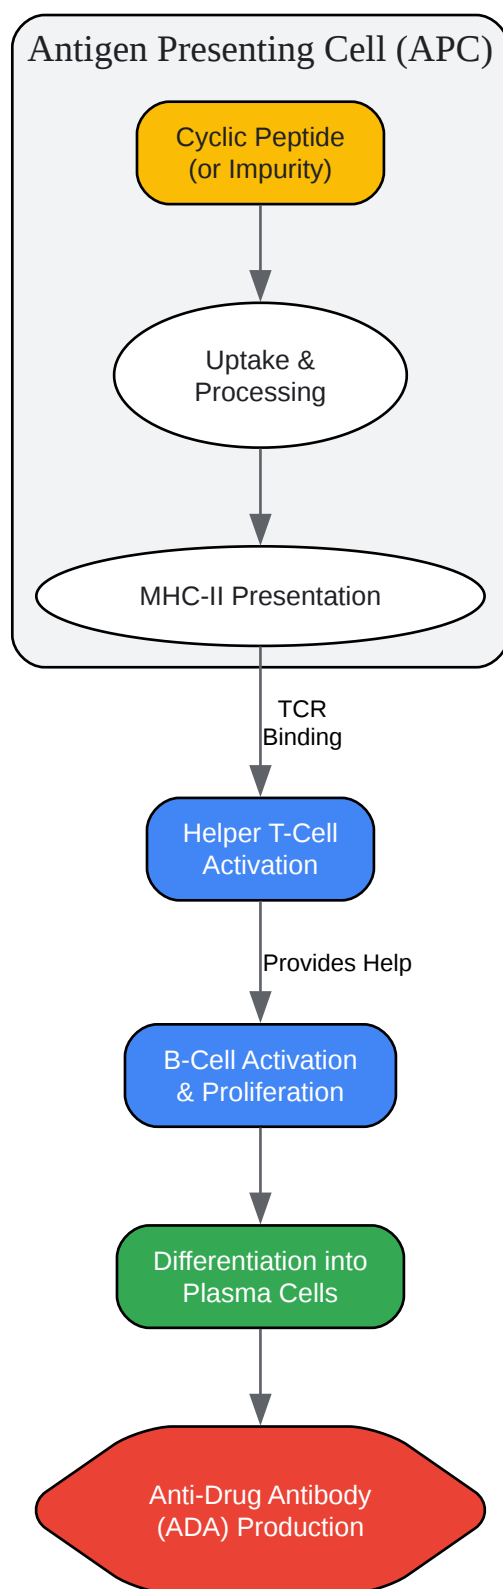 Antigen Presenting Cell (APC)
Cyclic Peptide
(or Impurity)
Uptake &
Processing
MHC-II Presentation
TCR
Binding
Helper T-Cell
Activation
Provides Help
B-Cell Activation
& Proliferation
Differentiation into
Plasma Cells
Anti-Drug Antibody
(ADA) Production